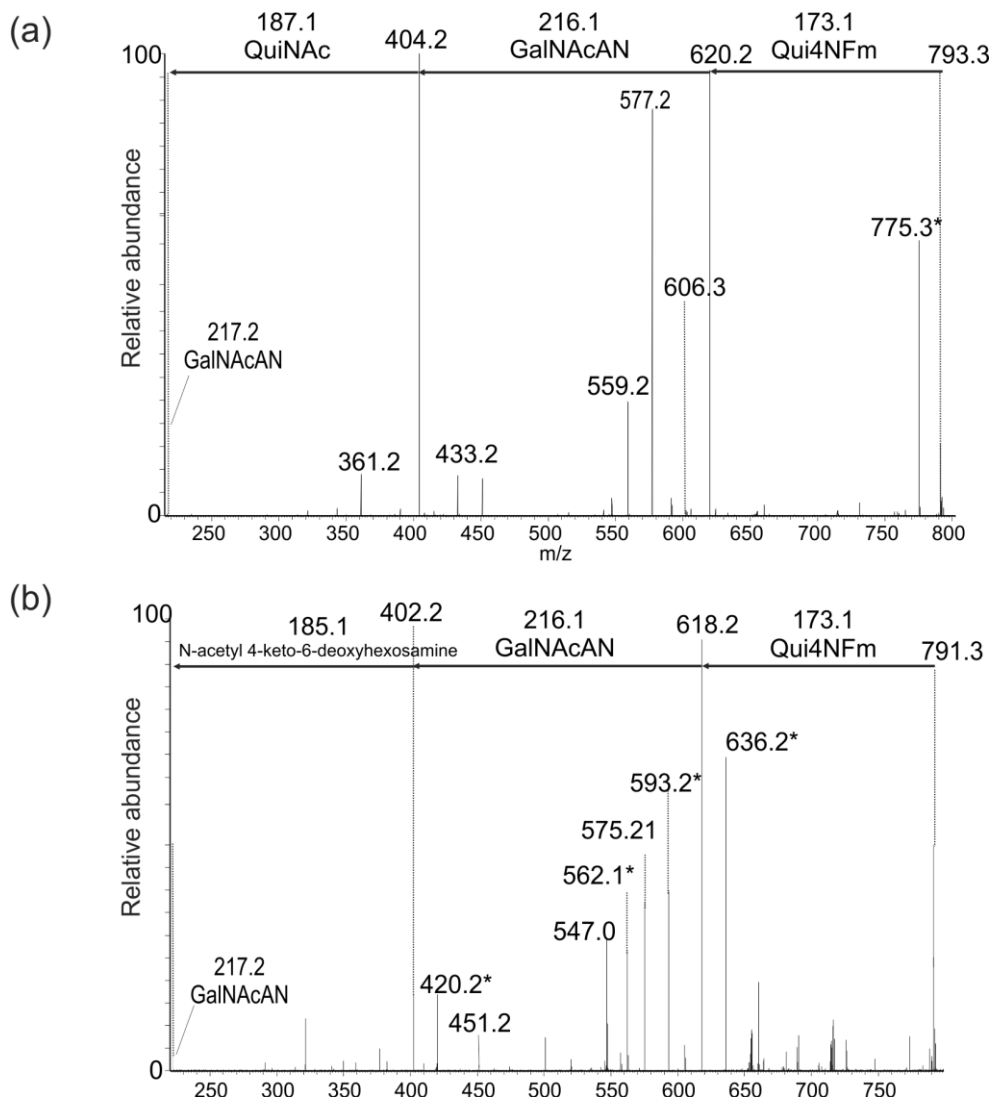 (a)
187.1 216.1 173.1
QuiNAc 404.2 GalNAcAN 620.2 Qui4NFm 793.3
100
577.2
775.3*
606.3
217.2
GalNAcAN
559.2
361.2 433.2
Relative abundance
0
250 300 350 400 450 500 550 600 650 700 750 800
m/z
(b)
100 402.2 216.1 618.2 173.1
185.1 GalNAcAN Qui4NFm 791.3
N-acetyl 4-keto-6-deoxyhexosamine
636.2*
593.2*
575.21
562.1*
547.0
217.2
GalNAcAN
420.2*
451.2
Relative abundance
0
250 300 350 400 450 500 550 600 650 700 750